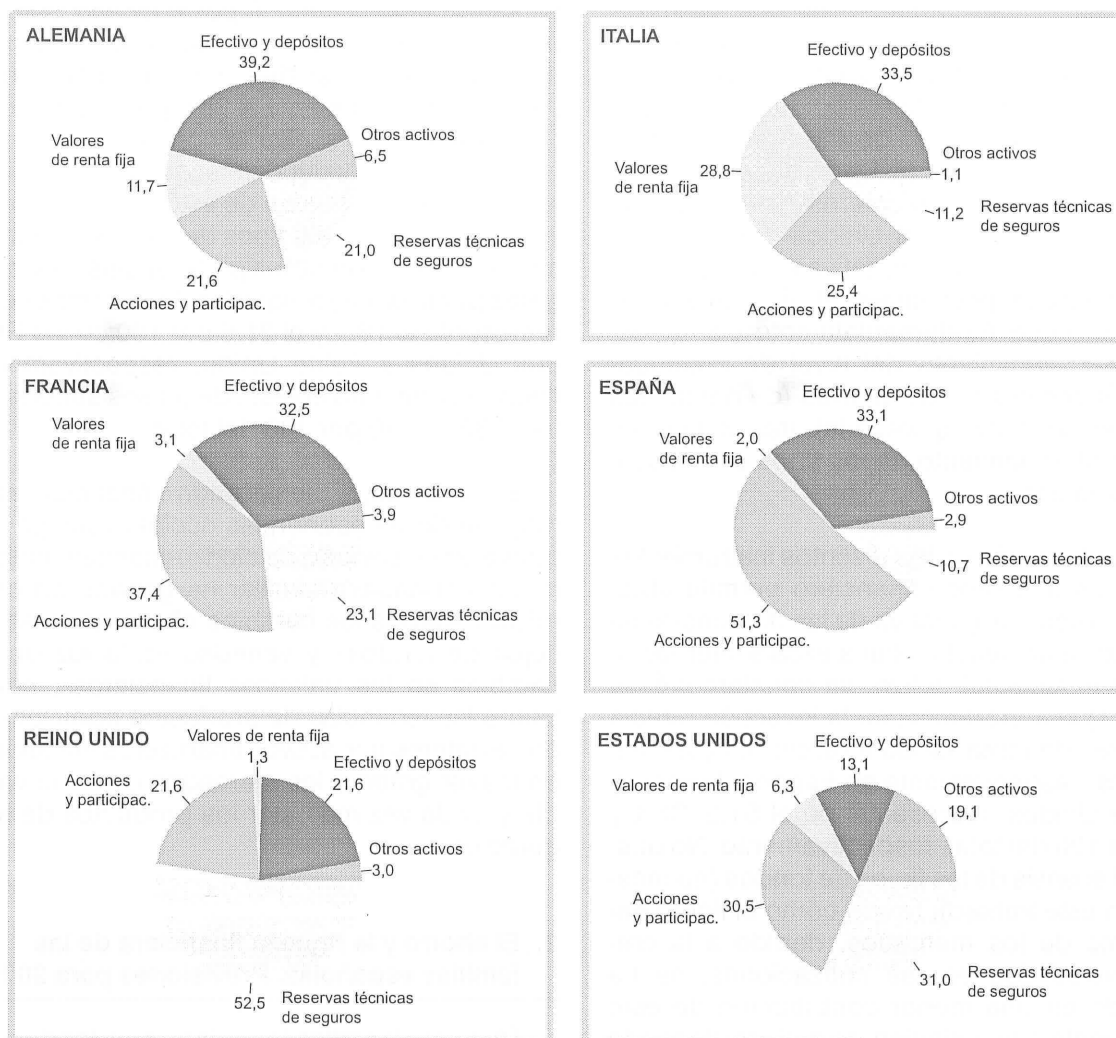 ALEMANIA
Efectivo y depósitos
39,2
Valores
de renta fija
11,7
Otros activos
6,5
Reservas técnicas
de seguros
21,0
21,6
Acciones y participac.
ITALIA
Efectivo y depósitos
33,5
Valores
de renta fija
28,8
Otros activos
1,1
11,2
Reservas técnicas
de seguros
25,4
Acciones y participac.
FRANCIA
Efectivo y depósitos
32,5
Valores
de renta fija
3,1
Otros activos
3,9
37,4
Acciones y participac.
23,1
Reservas técnicas
de seguros
ESPAÑA
Efectivo y depósitos
33,1
Valores
de renta fija
2,0
Otros activos
2,9
10,7
Reservas técnicas
de seguros
51,3
Acciones y participac.
REINO UNIDO
Valores de renta fija
1,3
Acciones
y participac.
21,6
Efectivo y depósitos
21,6
Otros activos
3,0
52,5
Reservas técnicas
de seguros
ESTADOS UNIDOS
Efectivo y depósitos
13,1
Valores de renta fija
6,3
Otros activos
19,1
Acciones
y participac.
30,5
31,0
Reservas técnicas
de seguros